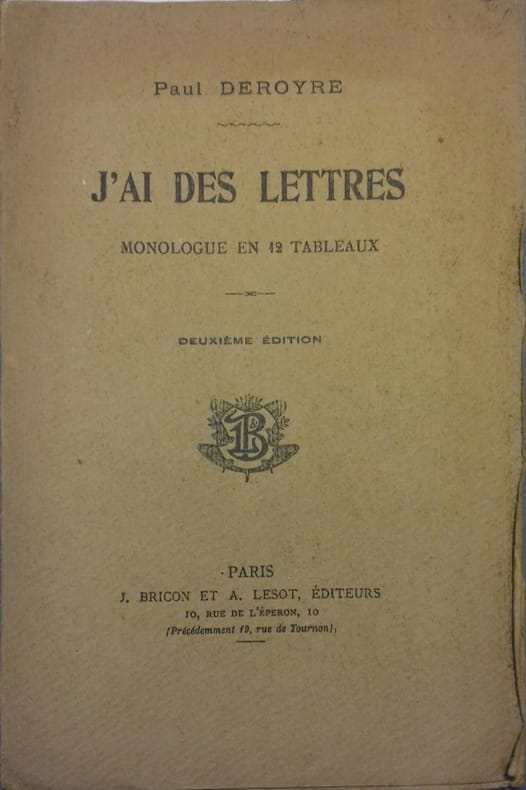 Paul DEROYRE
J'AI DES LETTRES
MONOLOGUE EN 12 TABLEAUX
DEUXIÈME ÉDITION
B&L
PARIS
J. BRICON ET A. LESOT, ÉDITEURS
10, RUE DE L'ÉPERON, 10
(Précédemment 19, rue de Tournon);